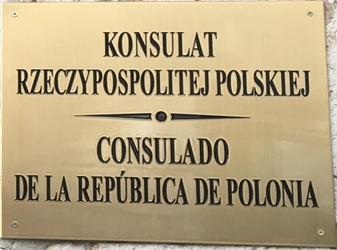 KONSULAT
RZECZYPOSPOLITEJ POLSKIEJ
CONSULADO
DE LA REPÚBLICA DE POLONIA